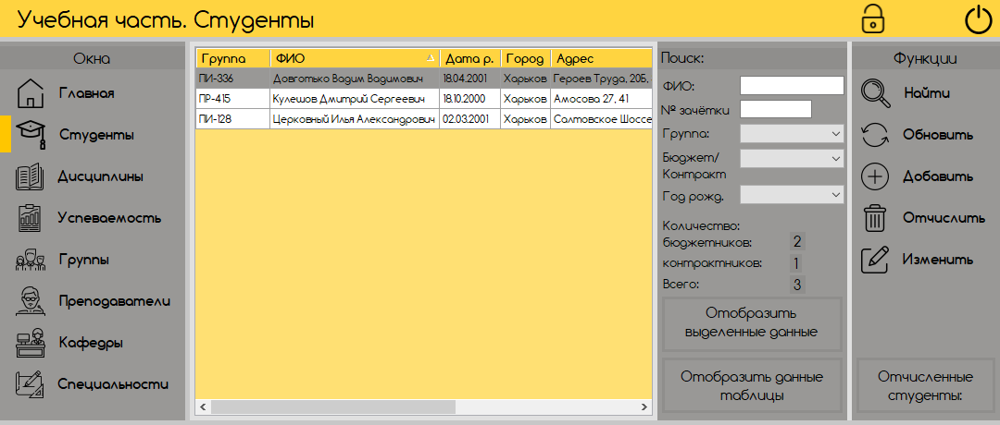 Учебная часть. Студенты
Окна
Главная
Студенты
Дисциплины
Успеваемость
Группы
Преподаватели
Кафедры
Специальности
Группа ФИО Дата р. Город Адрес
ПИ-336 Довготько Вадим Вадимович 18.04.2001 Харьков Героев Труда, 20Б,
ПР-415 Кулешов Дмитрий Сергеевич 18.10.2000 Харьков Амосова 27, 41
ПИ-128 Церковный Илья Александрович 02.03.2001 Харьков Салтовское Шоссе
Поиск:
ФИО:
№ зачётки
Группа:
Бюджет/
Контракт
Год рожд.
Количество:
бюджетников: 2
контрактников: 1
Всего: 3
Отобразить
выделенные данные
Отобразить данные
таблицы
Функции
Найти
Обновить
Добавить
Отчислить
Изменить
Отчисленные
студенты: